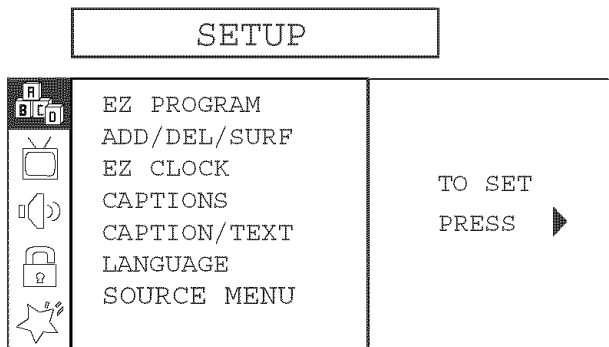 SETUP
A
B C D
EZ PROGRAM
ADD/DEL/SURF
EZ CLOCK
CAPTIONS
CAPTION/TEXT
LANGUAGE
SOURCE MENU
TO SET
PRESS